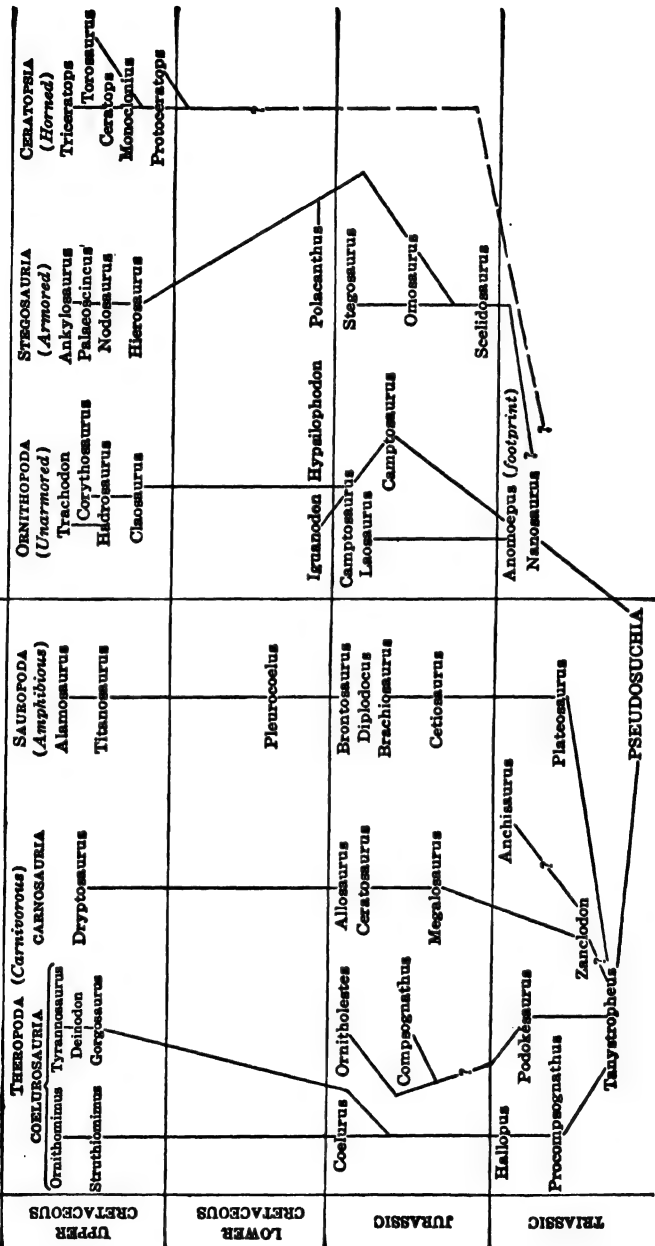 THEROPODA (Carnivorous)
COELUROSAURIA
CARNOSAURIA
SAUROPODA
(Amphibious)
ORNITHOPODA
(Unarmored)
STEGOSAURIA
(Armored)
CERATOPSIA
(Horned)
UPPER
CRETACEOUS
Ornithomimus
Struthiomimus
Tyrannosaurus
Deinodon
Gorgosaurus
Dryptosaurus
Alamosaurus
Titanosaurus
Trachodon
Corythosaurus
Hadrosaurus
Claosaurus
Ankylosaurus
Palaeoscincus
Nodosaurus
Hierosaurus
Triceratops
Torosaurus
Ceratops
Monoclonius
Protoceratops
LOWER
CRETACEOUS
Pleurocoelus
Iguanoden Hypsilophodon
Polacanthus
?
JURASSIC
Coelurus
Ornitholestes
Compsognathus
?
Allosaurus
Ceratosaurus
Megalosaurus
Brontosaurus
Diplodocus
Brachiosaurus
Cetiosaurus
Camptosaurus
Laosaurus
Camptosaurus
Stegosaurus
Omosaurus
Scelidosaurus
TRIASSIC
Hallopus
Procompsognathus
Podokesaurus
Tanystropheus
?
Zanclodon
?
Anchisaurus
Plateosaurus
Anomoepus (footprint)
Nanosaurus
?
?
PSEUDOSUCHIA